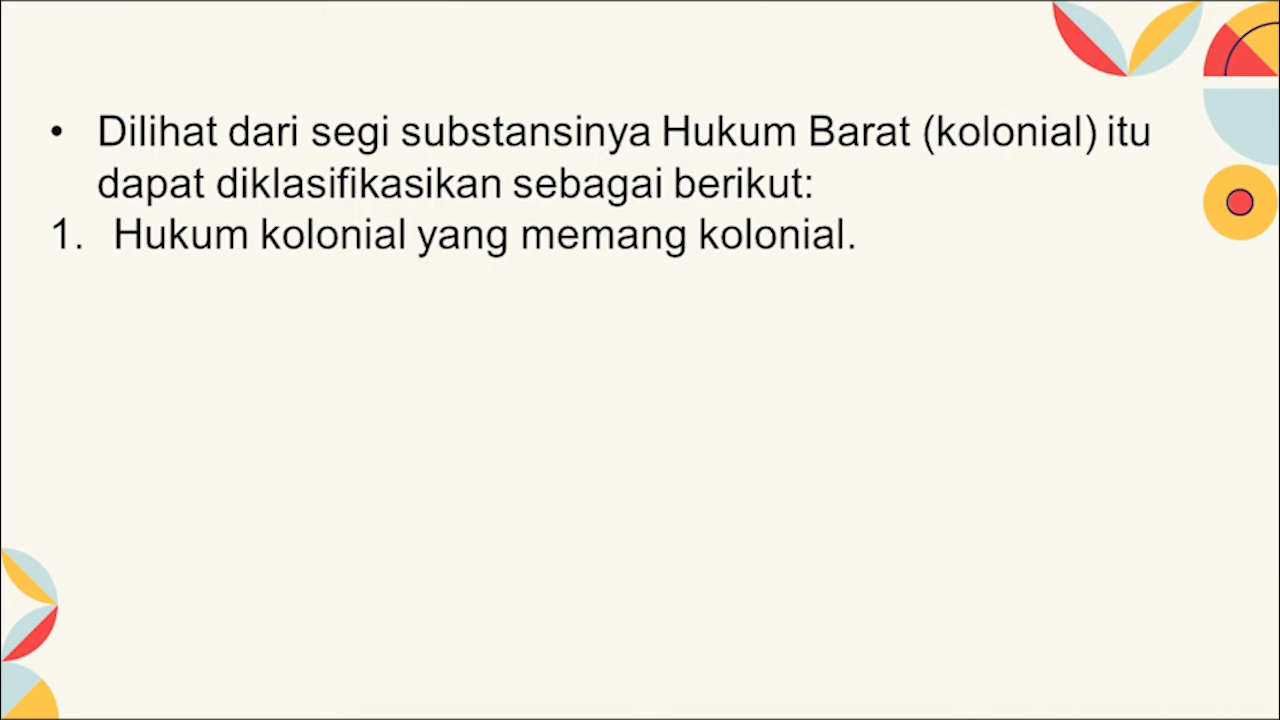 • Dilihat dari segi substansinya Hukum Barat (kolonial) itu
dapat diklasifikasikan sebagai berikut:
1. Hukum kolonial yang memang kolonial.